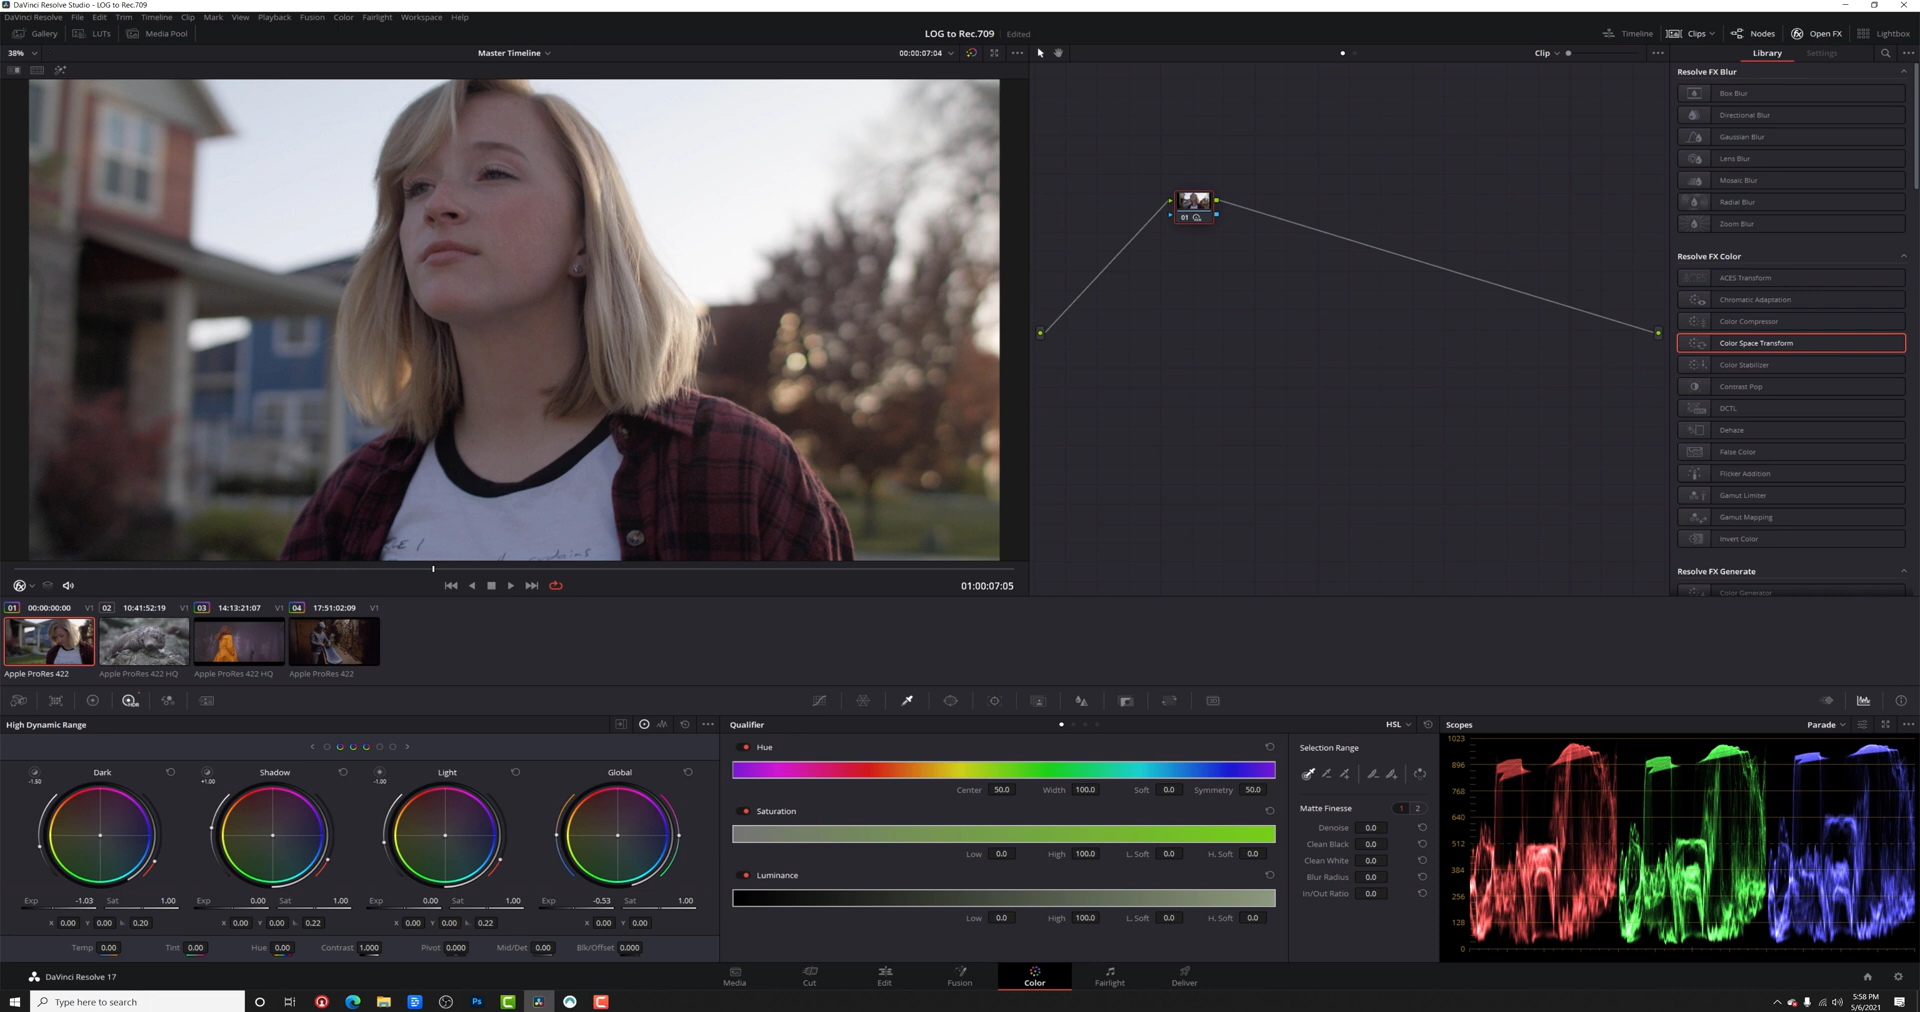 DaVinci Resolve Studio - LOG to Rec.709
DaVinci Resolve File Edit Trim Timeline Clip Mark View Playback Fusion Color Fairlight Workspace Help
Gallery LUTs Media Pool LOG to Rec.709 Edited Timeline Clips Nodes Open FX Lightbox
38% Master Timeline 00:00:07:04 Clip Library Settings
Resolve FX Blur
Box Blur
Directional Blur
Gaussian Blur
Lens Blur
Mosaic Blur
Radial Blur
Zoom Blur
01
Resolve FX Color
ACES Transform
Chromatic Adaptation
Color Compressor
Color Space Transform
Color Stabilizer
Contrast Pop
DCTL
Dehaze
False Color
Flicker Addition
Gamut Limiter
Gamut Mapping
Invert Color
Resolve FX Generate
Color Generator
01:00:07:05
01 00:00:00:00 V1 02 10:41:52:19 V1 03 14:13:21:07 V1 04 17:51:02:09 V1
Apple ProRes 422 Apple ProRes 422 HQ Apple ProRes 422 HQ Apple ProRes 422
HDR
High Dynamic Range Qualifier HSL Scopes Parade
Dark Shadow Light Global
-1.50 +1.00 -1.00
Exp -1.03 Sat 1.00 Exp 0.00 Sat 1.00 Exp 0.00 Sat 1.00 Exp -0.53 Sat 1.00
X 0.00 Y 0.00 0.20 X 0.00 Y 0.00 0.22 X 0.00 Y 0.00 0.22 X 0.00 Y 0.00
Temp 0.00 Tint 0.00 Hue 0.00 Contrast 1.000 Pivot 0.000 Mid/Det 0.00 Blk/Offset 0.000
Hue
Center 50.0 Width 100.0 Soft 0.0 Symmetry 50.0
Saturation
Low 0.0 High 100.0 L. Soft 0.0 H. Soft 0.0
Luminance
Low 0.0 High 100.0 L. Soft 0.0 H. Soft 0.0
Selection Range
Matte Finesse 1 2
Denoise 0.0
Clean Black 0.0
Clean White 0.0
Blur Radius 0.0
In/Out Ratio 0.0
1023
896
768
640
512
384
256
128
0
DaVinci Resolve 17
Media Cut Edit Fusion Color Fairlight Deliver
Type here to search
Ps
5:58 PM
5/6/2021